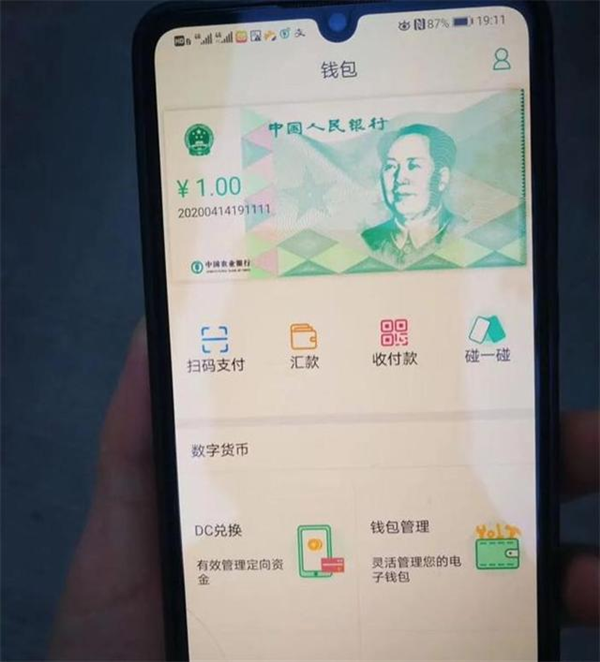 87% 19:11
钱包
中国人民银行
¥ 1.00
20200414191111
中国农业银行
扫码支付
汇款
收付款
碰一碰
数字货币
DC兑换
有效管理定向资
金
钱包管理
灵活管理您的电
子钱包